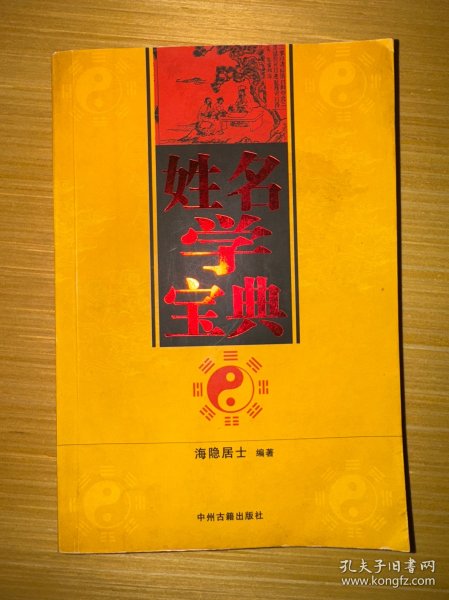 姓名
学
宝典
海隐居士 编著
中州古籍出版社
孔夫子旧书网
www.kongfz.com